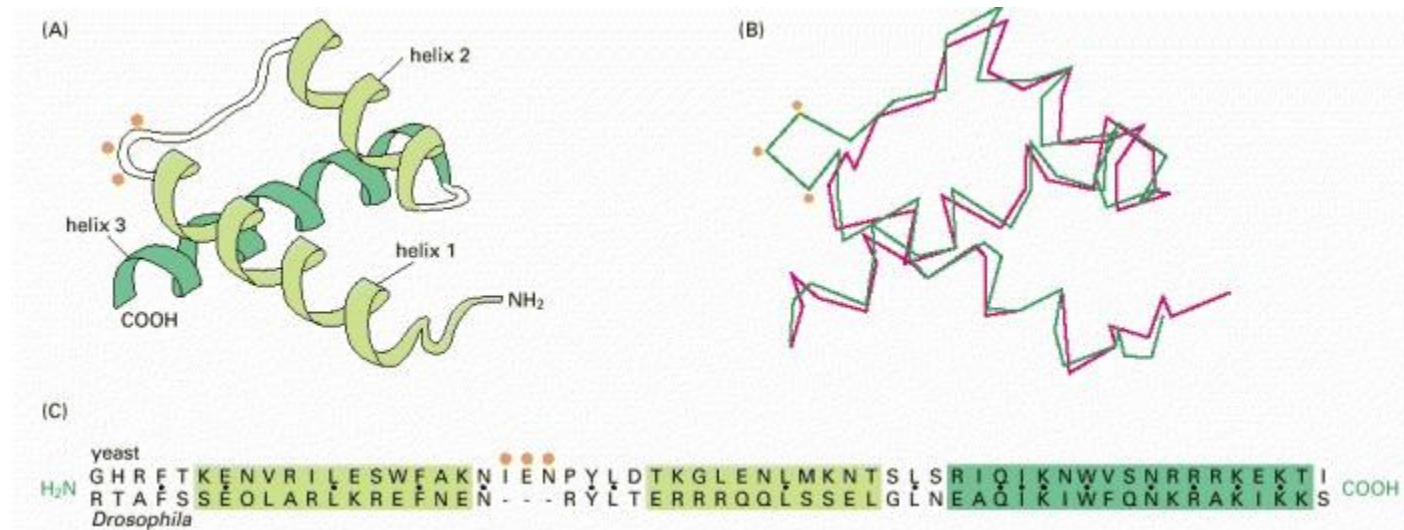 (A)
helix 2
helix 3
helix 1
NH2
COOH
(B)
(C)
yeast
H2N G H R F T K E N V R I L E S W F A K N I E N P Y L D T K G L E N L M K N T S L S R I Q I K N W V S N R R R K E K T I COOH
R T A F S S E Q L A R L K R E F N E N - - - R Y L T E R R R Q Q L S S E L G L N E A Q I K I W F Q N K R A K I K K S
Drosophila